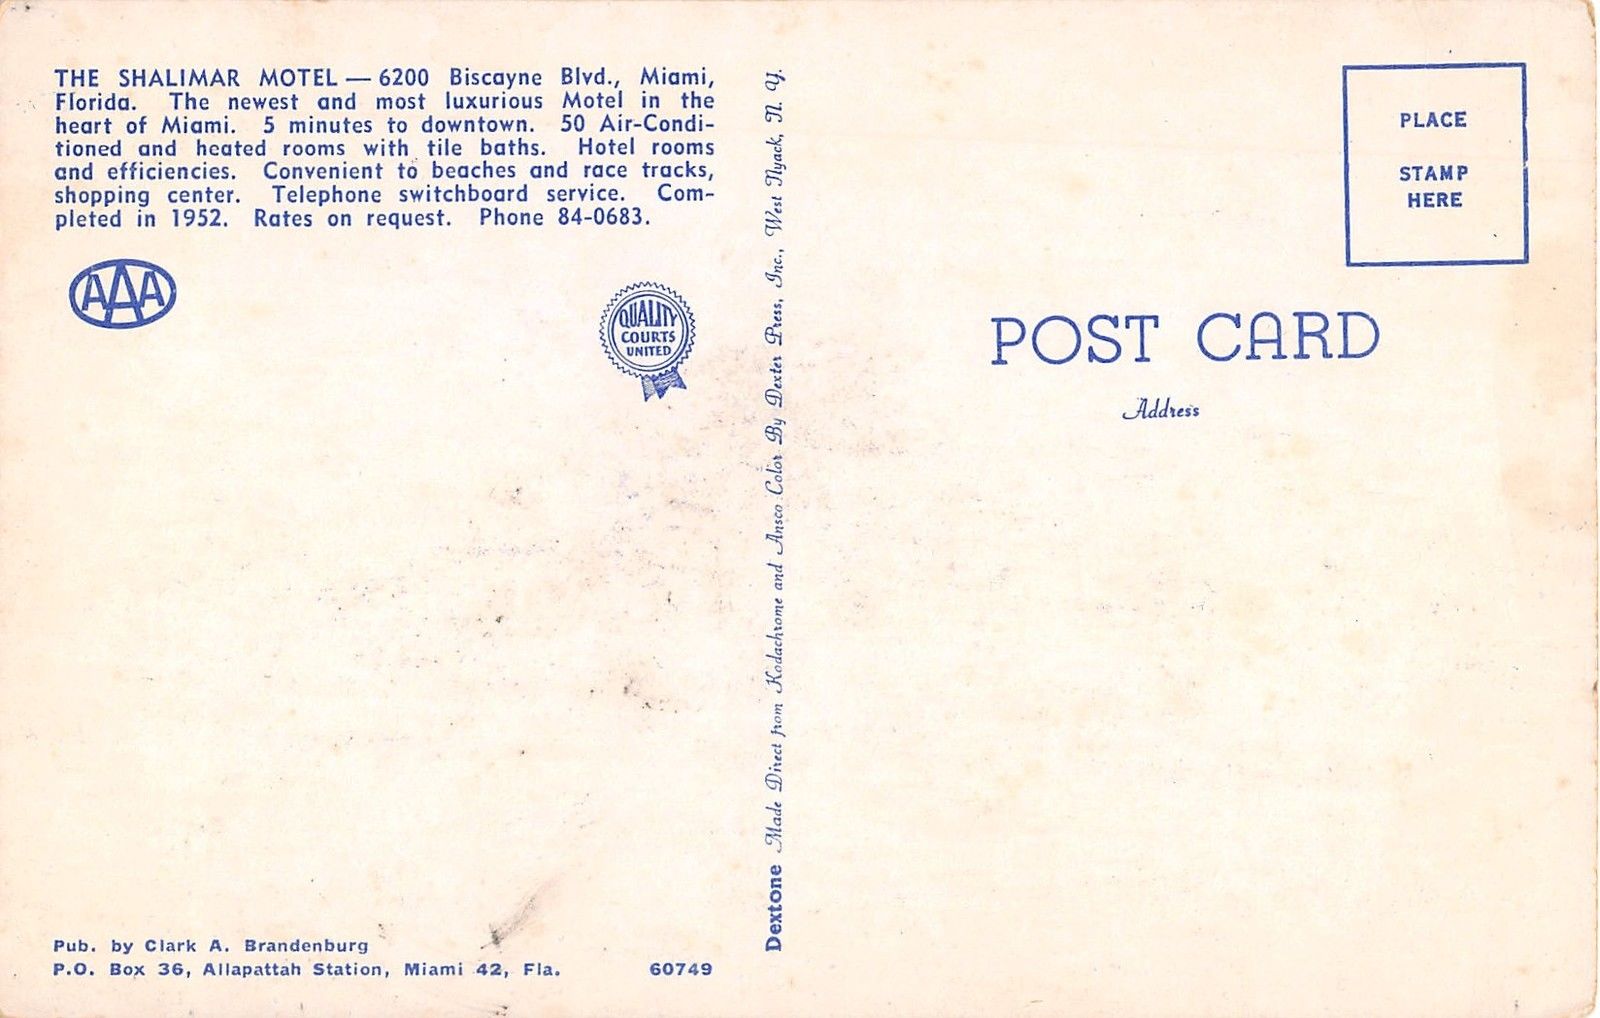 THE SHALIMAR MOTEL — 6200 Biscayne Blvd., Miami,
Florida. The newest and most luxurious Motel in the
heart of Miami. 5 minutes to downtown. 50 Air-Condi-
tioned and heated rooms with tile baths. Hotel rooms
and efficiencies. Convenient to beaches and race tracks,
shopping center. Telephone switchboard service. Com-
pleted in 1952. Rates on request. Phone 84-0683.
AAA
QUALITY
COURTS
UNITED
Pub. by Clark A. Brandenburg
P.O. Box 36, Allapattah Station, Miami 42, Fla. 60749
Dextone Made Direct from Kodachrome and Ansco Color By Dexter Press, Inc., West Nyack, N. Y.
PLACE
STAMP
HERE
POST CARD
Address